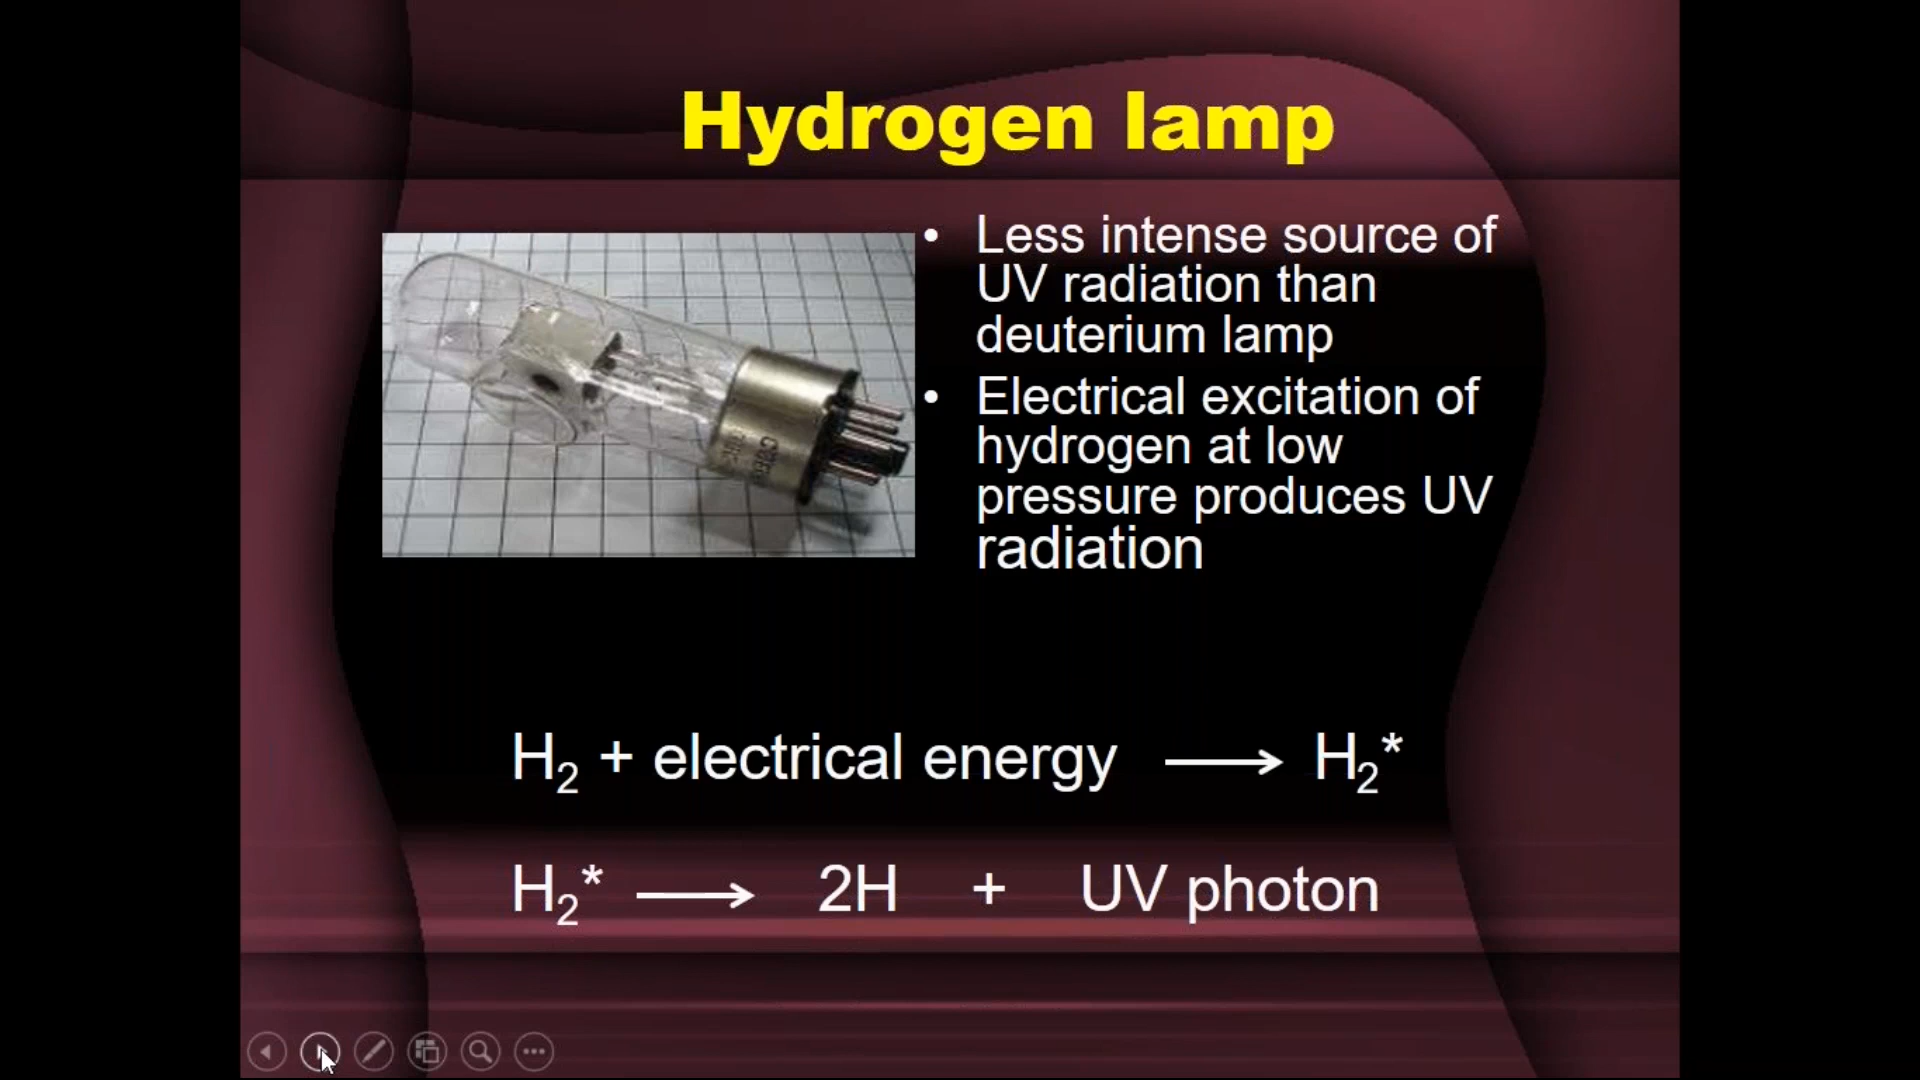 Hydrogen lamp
• Less intense source of
UV radiation than
deuterium lamp
• Electrical excitation of
hydrogen at low
pressure produces UV
radiation
H₂ + electrical energy ⟶ H₂*
H₂* ⟶ 2H + UV photon